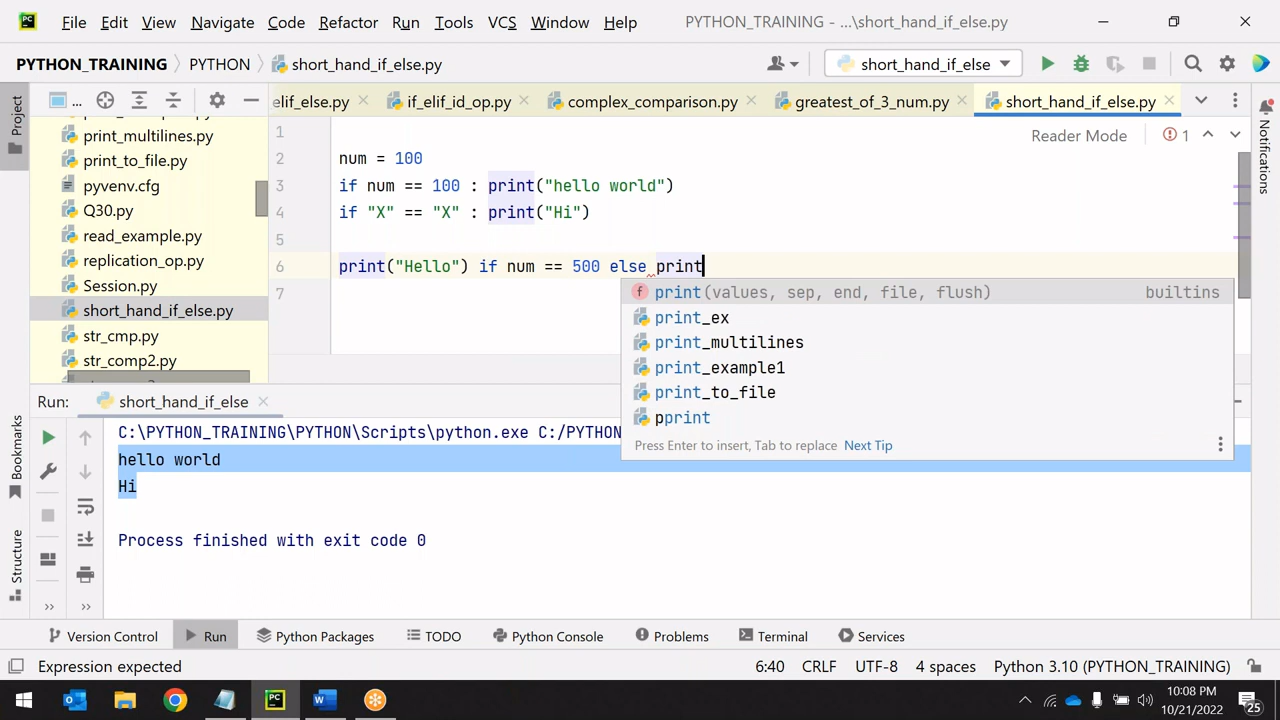 PC File Edit View Navigate Code Refactor Run Tools VCS Window Help PYTHON_TRAINING - ...\short_hand_if_else.py
PYTHON_TRAINING PYTHON short_hand_if_else.py short_hand_if_else
Project
...
elif_else.py if_elif_id_op.py complex_comparison.py greatest_of_3_num.py short_hand_if_else.py
print_multilines.py
print_to_file.py
pyvenv.cfg
Q30.py
read_example.py
replication_op.py
Session.py
short_hand_if_else.py
str_cmp.py
str_comp2.py
Reader Mode 1
1
2 num = 100
3 if num == 100 : print("hello world")
4 if "X" == "X" : print("Hi")
5
6 print("Hello") if num == 500 else print
7
print(values, sep, end, file, flush) builtins
print_ex
print_multilines
print_example1
print_to_file
pprint
Press Enter to insert, Tab to replace Next Tip
Notifications
Run: short_hand_if_else
C:\PYTHON_TRAINING\PYTHON\Scripts\python.exe C:/PYTHON
hello world
Hi
Process finished with exit code 0
Bookmarks
Structure
Version Control Run Python Packages TODO Python Console Problems Terminal Services
Expression expected 6:40 CRLF UTF-8 4 spaces Python 3.10 (PYTHON_TRAINING)
10:08 PM
10/21/2022
25